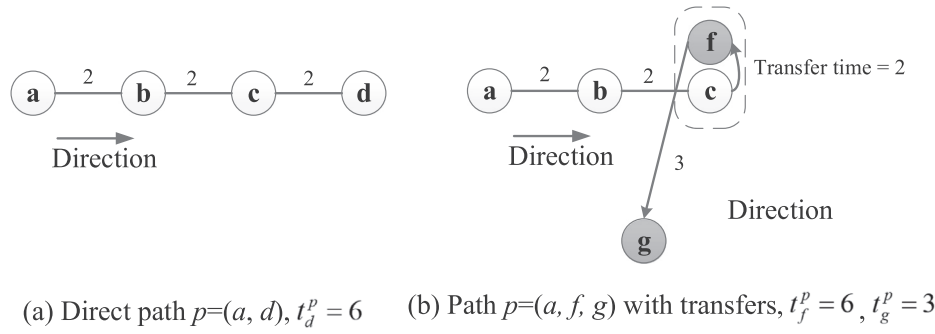 f
2 2 2 2 2 Transfer time = 2
a b c d a b c
Direction Direction
3
Direction
g
(a) Direct path p=(a, d), t_d^p = 6 (b) Path p=(a, f, g) with transfers, t_f^p = 6, t_g^p = 3